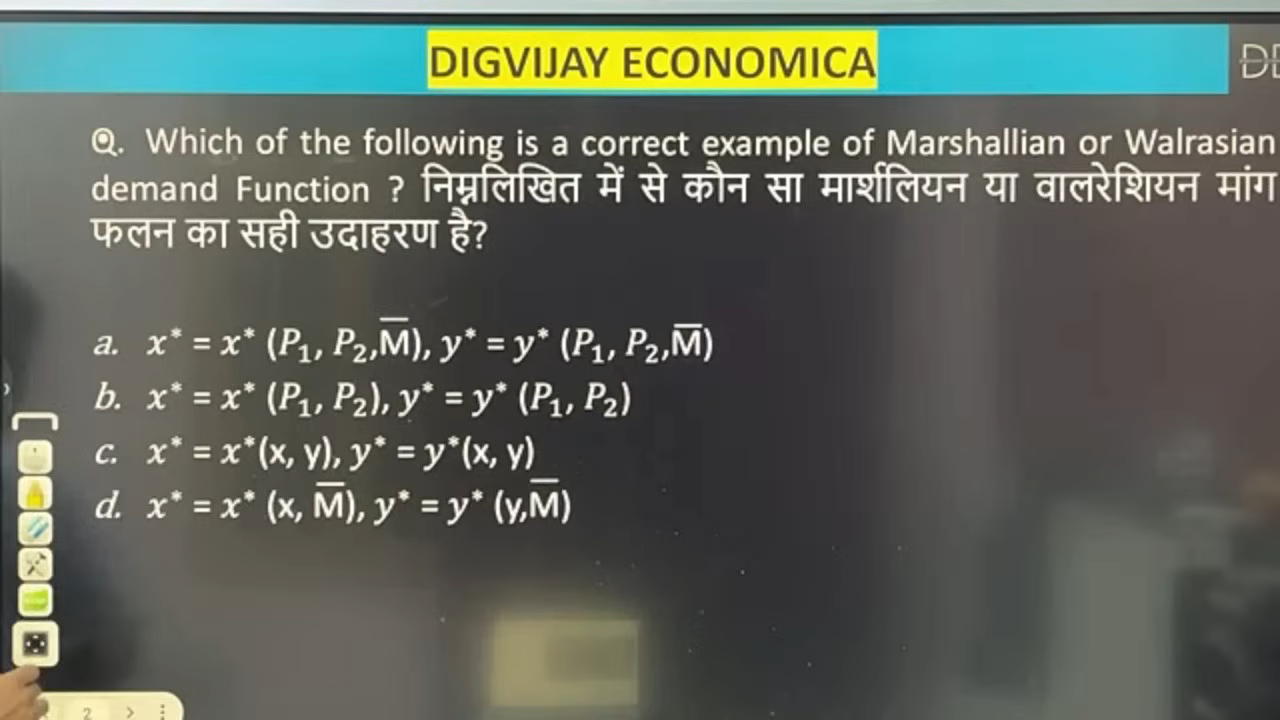 DIGVIJAY ECONOMICA
Q. Which of the following is a correct example of Marshallian or Walrasian
demand Function ? निम्नलिखित में से कौन सा मार्शलियन या वालरेशियन मांग
फलन का सही उदाहरण है?
a. x* = x* (P₁, P₂,M̅), y* = y* (P₁, P₂,M̅)
b. x* = x* (P₁, P₂), y* = y* (P₁, P₂)
c. x* = x*(x, y), y* = y*(x, y)
d. x* = x* (x, M̅), y* = y* (y,M̅)
2